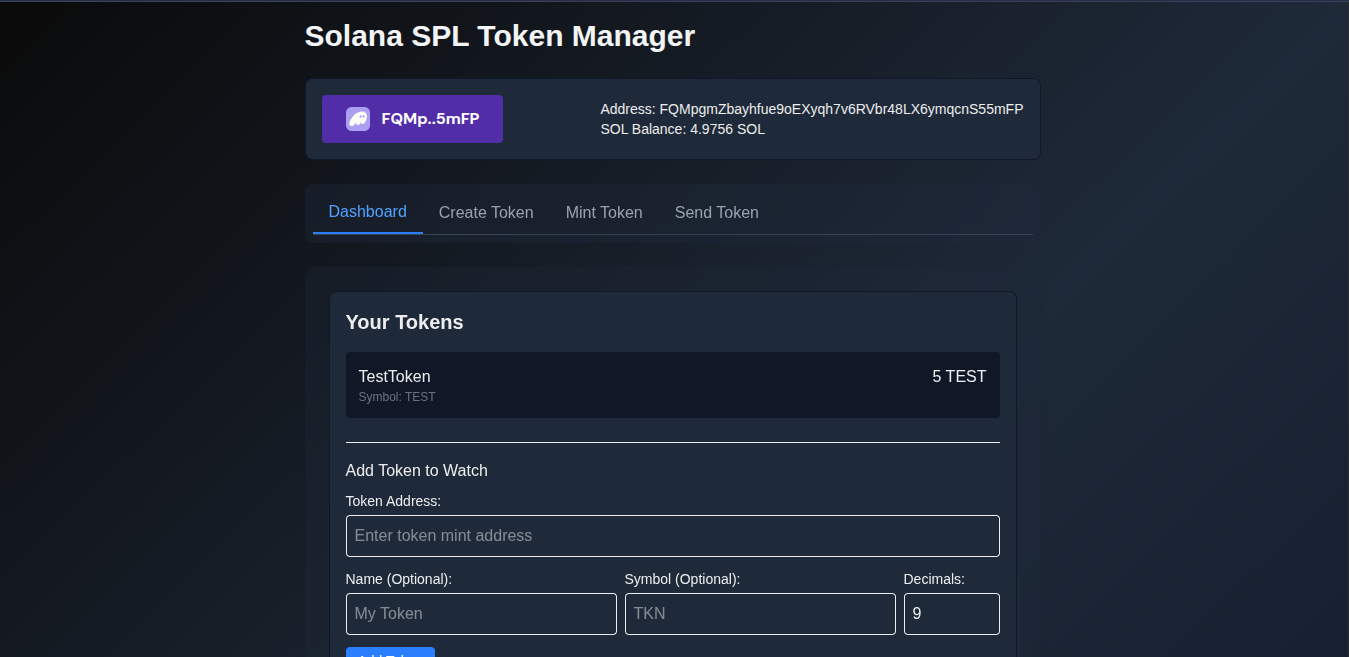 Solana SPL Token Manager
FQMp..5mFP
Address: FQMpgmZbayhfue9oEXyqh7v6RVbr48LX6ymqcnS55mFP
SOL Balance: 4.9756 SOL
Dashboard Create Token Mint Token Send Token
Your Tokens
TestToken 5 TEST
Symbol: TEST
Add Token to Watch
Token Address:
Enter token mint address
Name (Optional): Symbol (Optional): Decimals:
My Token TKN 9